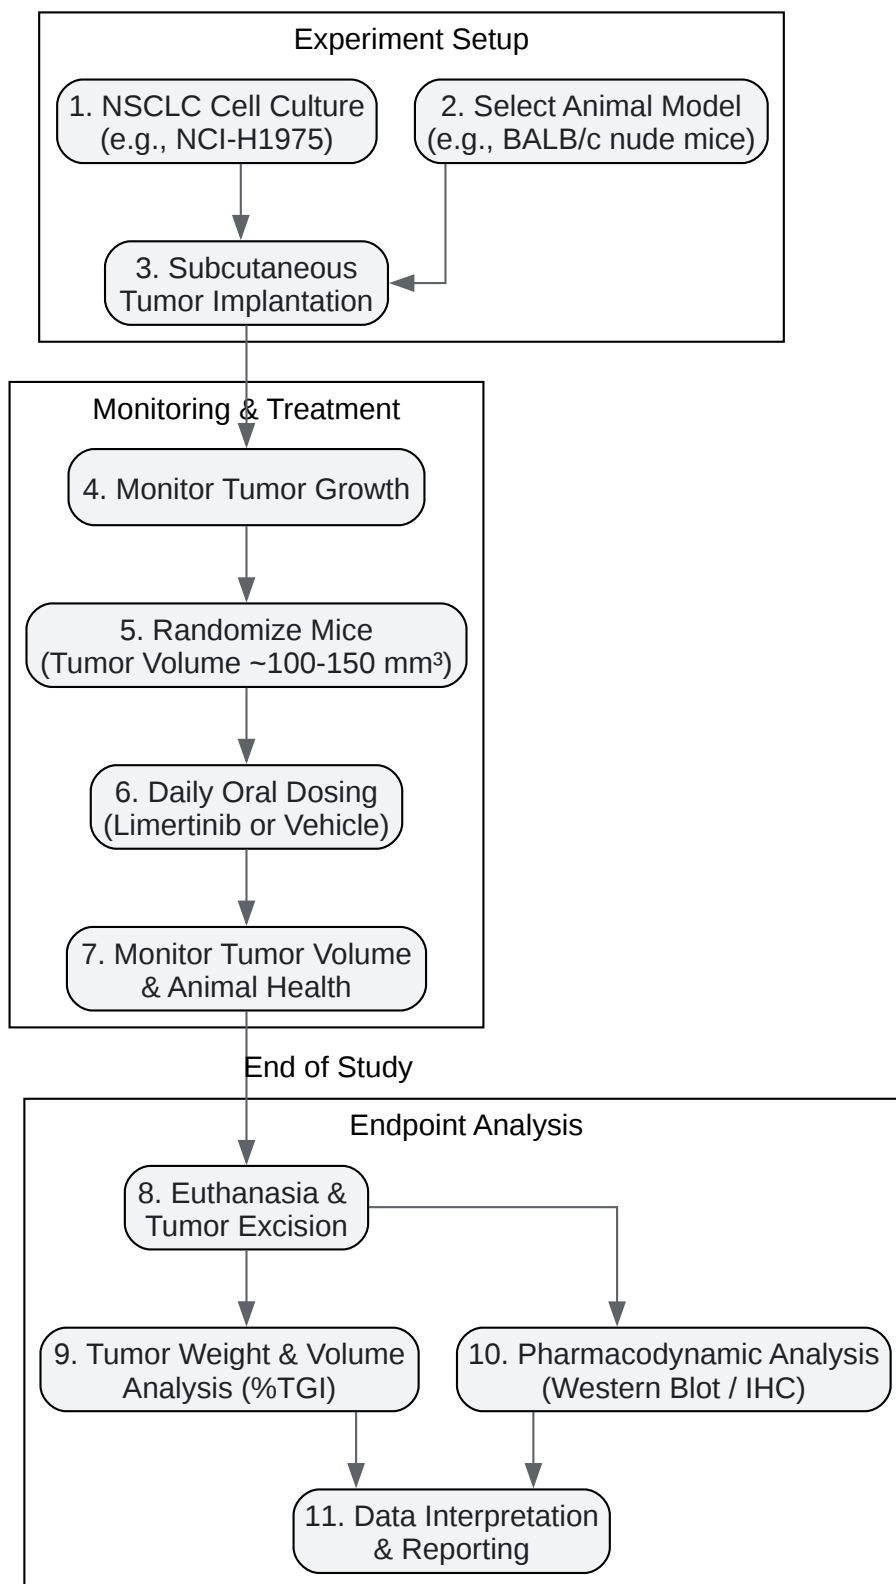 Experiment Setup
1. NSCLC Cell Culture
(e.g., NCI-H1975)
2. Select Animal Model
(e.g., BALB/c nude mice)
3. Subcutaneous
Tumor Implantation
Monitoring & Treatment
4. Monitor Tumor Growth
5. Randomize Mice
(Tumor Volume ~100-150 mm³)
6. Daily Oral Dosing
(Limertinib or Vehicle)
7. Monitor Tumor Volume
& Animal Health
End of Study
Endpoint Analysis
8. Euthanasia &
Tumor Excision
9. Tumor Weight & Volume
Analysis (%TGI)
10. Pharmacodynamic Analysis
(Western Blot / IHC)
11. Data Interpretation
& Reporting